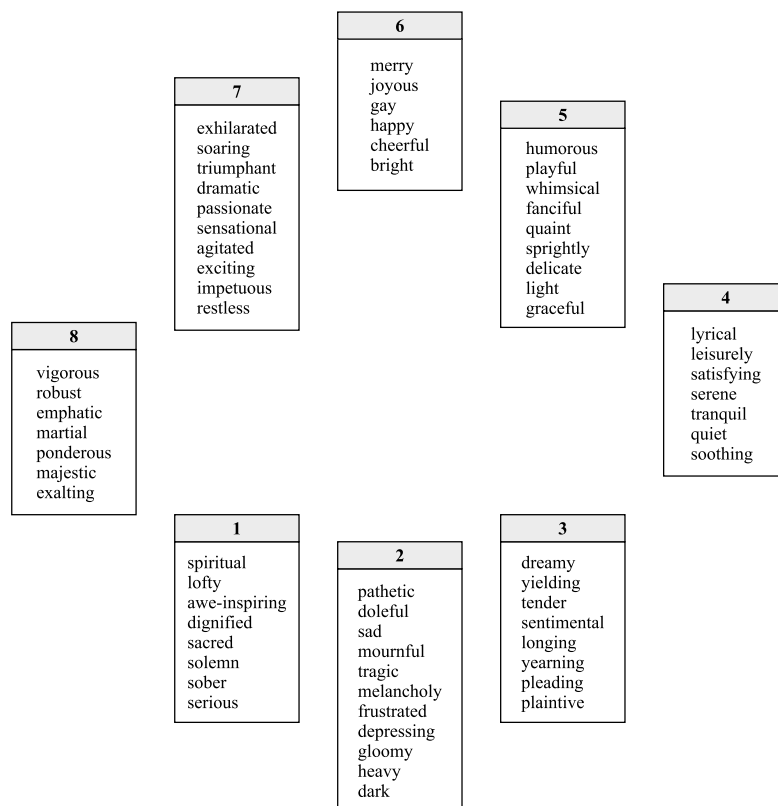 6
merry
joyous
gay
happy
cheerful
bright
7
exhilarated
soaring
triumphant
dramatic
passionate
sensational
agitated
exciting
impetuous
restless
5
humorous
playful
whimsical
fanciful
quaint
sprightly
delicate
light
graceful
4
lyrical
leisurely
satisfying
serene
tranquil
quiet
soothing
8
vigorous
robust
emphatic
martial
ponderous
majestic
exalting
1
spiritual
lofty
awe-inspiring
dignified
sacred
solemn
sober
serious
2
pathetic
doleful
sad
mournful
tragic
melancholy
frustrated
depressing
gloomy
heavy
dark
3
dreamy
yielding
tender
sentimental
longing
yearning
pleading
plaintive